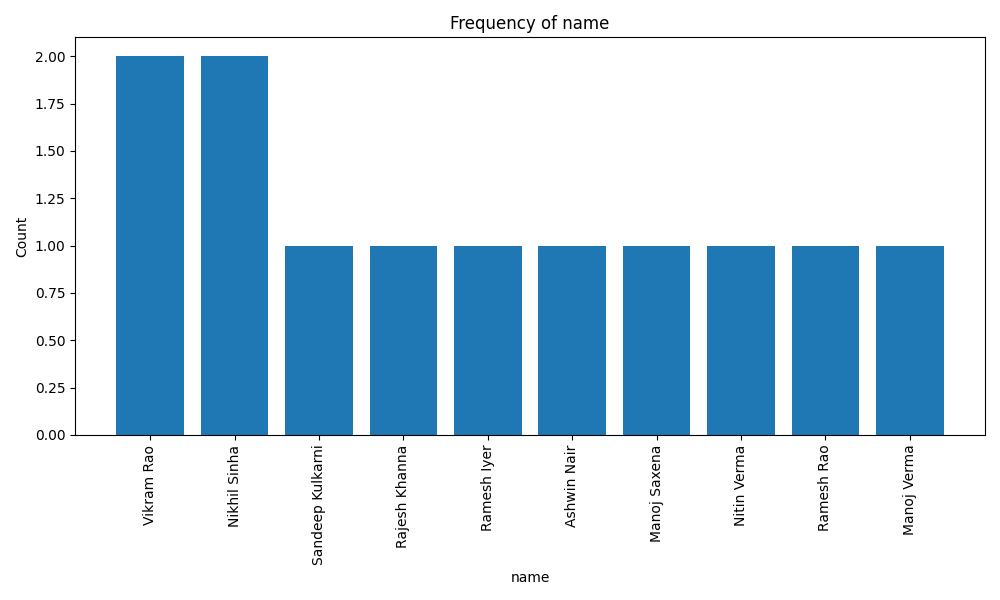 Frequency of name
2.00
1.75
1.50
1.25
1.00
0.75
0.50
0.25
0.00
Count
Vikram Rao
Nikhil Sinha
Sandeep Kulkarni
Rajesh Khanna
Ramesh Iyer
Ashwin Nair
Manoj Saxena
Nitin Verma
Ramesh Rao
Manoj Verma
name